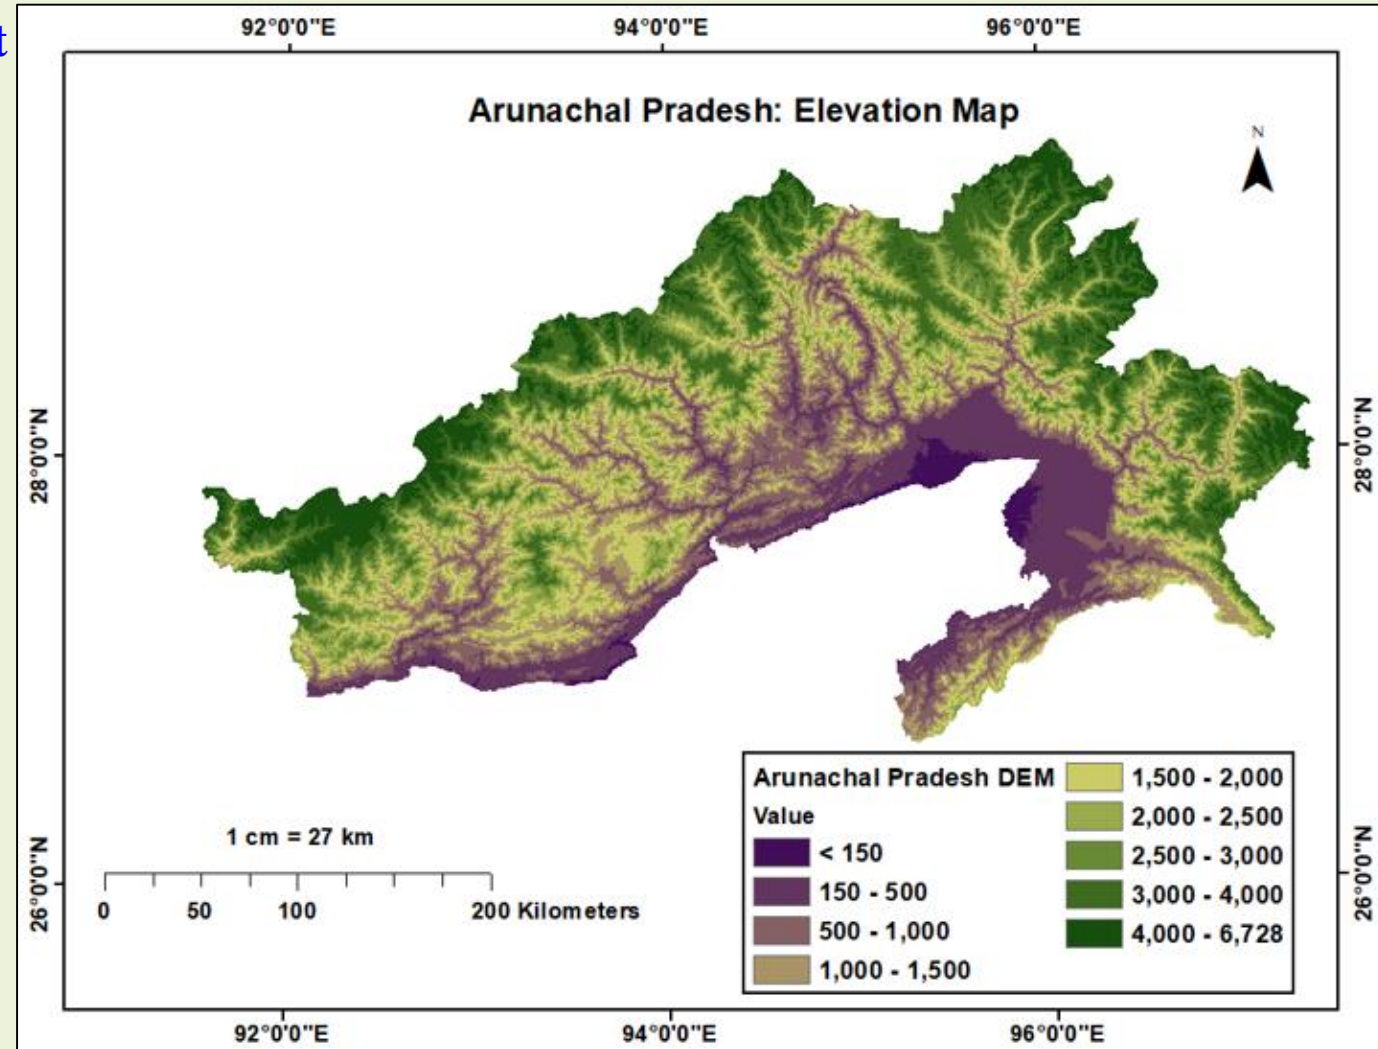 t
92°0'0"E 94°0'0"E 96°0'0"E
Arunachal Pradesh: Elevation Map
N
28°0'0"N
28°0'0"N
Arunachal Pradesh DEM
Value
< 150
150 - 500
500 - 1,000
1,000 - 1,500
1,500 - 2,000
2,000 - 2,500
2,500 - 3,000
3,000 - 4,000
4,000 - 6,728
1 cm = 27 km
0 50 100 200 Kilometers
26°0'0"N
26°0'0"N
92°0'0"E 94°0'0"E 96°0'0"E